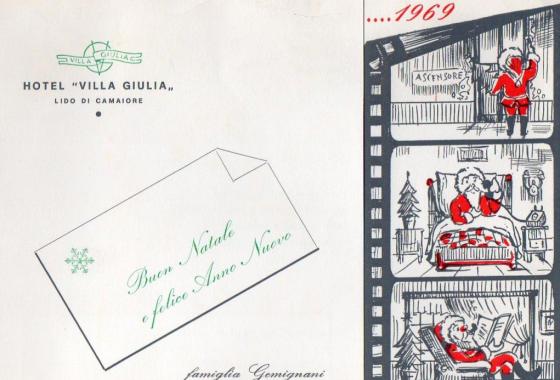 VILLA GIULIA
HOTEL "VILLA GIULIA„
LIDO DI CAMAIORE
Buon Natale
e felice Anno Nuovo
famiglia Gemignani
....1969
ASCENSORE